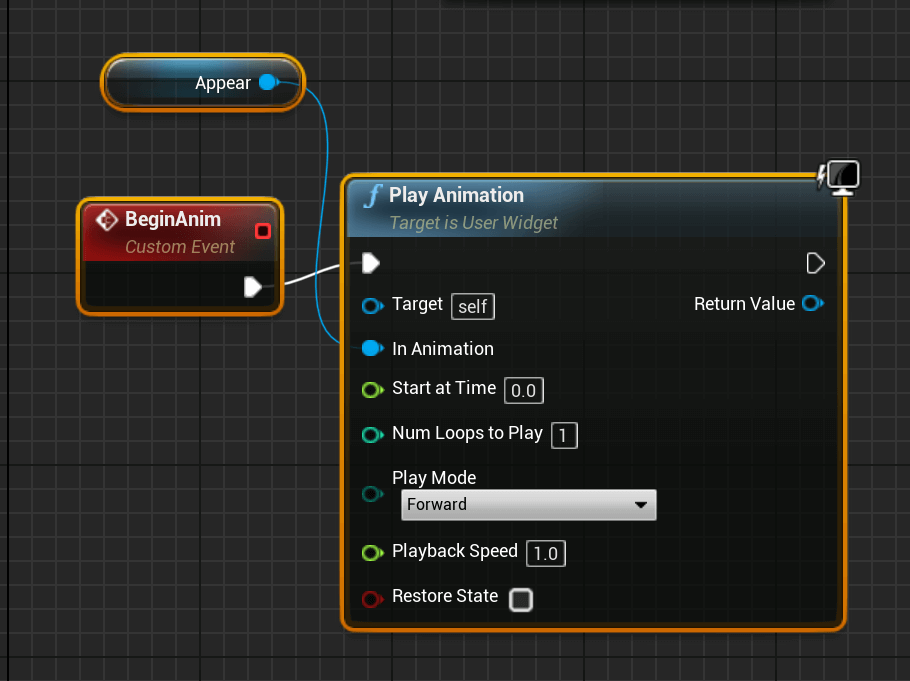 Appear
BeginAnim
Custom Event
Play Animation
Target is User Widget
Target self
Return Value
In Animation
Start at Time 0.0
Num Loops to Play 1
Play Mode
Forward
Playback Speed 1.0
Restore State